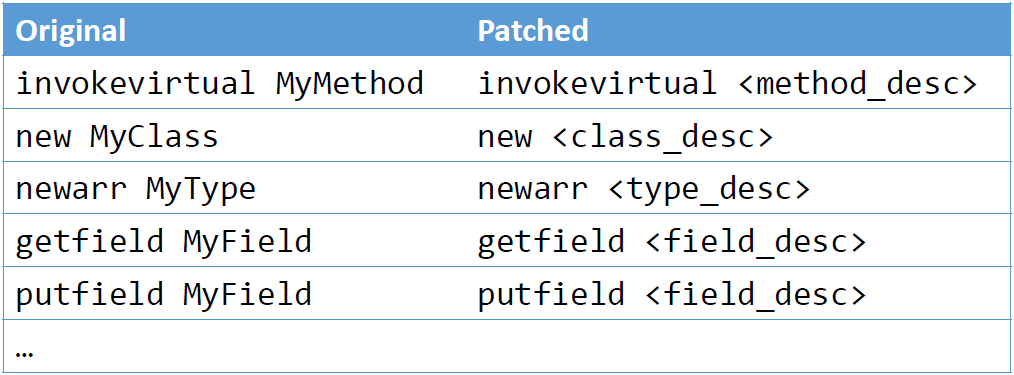 Original Patched
invokevirtual MyMethod invokevirtual <method_desc>
new MyClass new <class_desc>
newarr MyType newarr <type_desc>
getfield MyField getfield <field_desc>
putfield MyField putfield <field_desc>
…